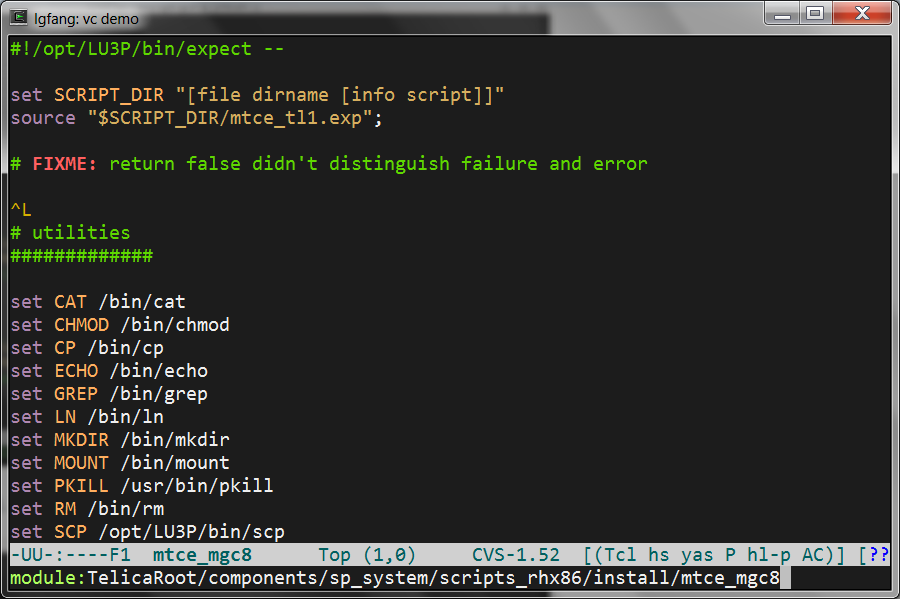 lgfang: vc demo
#!/opt/LU3P/bin/expect --
set SCRIPT_DIR "[file dirname [info script]]"
source "$SCRIPT_DIR/mtce_tl1.exp";
# FIXME: return false didn't distinguish failure and error
^L
# utilities
#############
set CAT /bin/cat
set CHMOD /bin/chmod
set CP /bin/cp
set ECHO /bin/echo
set GREP /bin/grep
set LN /bin/ln
set MKDIR /bin/mkdir
set MOUNT /bin/mount
set PKILL /usr/bin/pkill
set RM /bin/rm
set SCP /opt/LU3P/bin/scp
-UU-:----F1  mtce_mgc8      Top (1,0)     CVS-1.52  [(Tcl hs yas P hl-p AC)] [??
module:TelicaRoot/components/sp_system/scripts_rhx86/install/mtce_mgc8